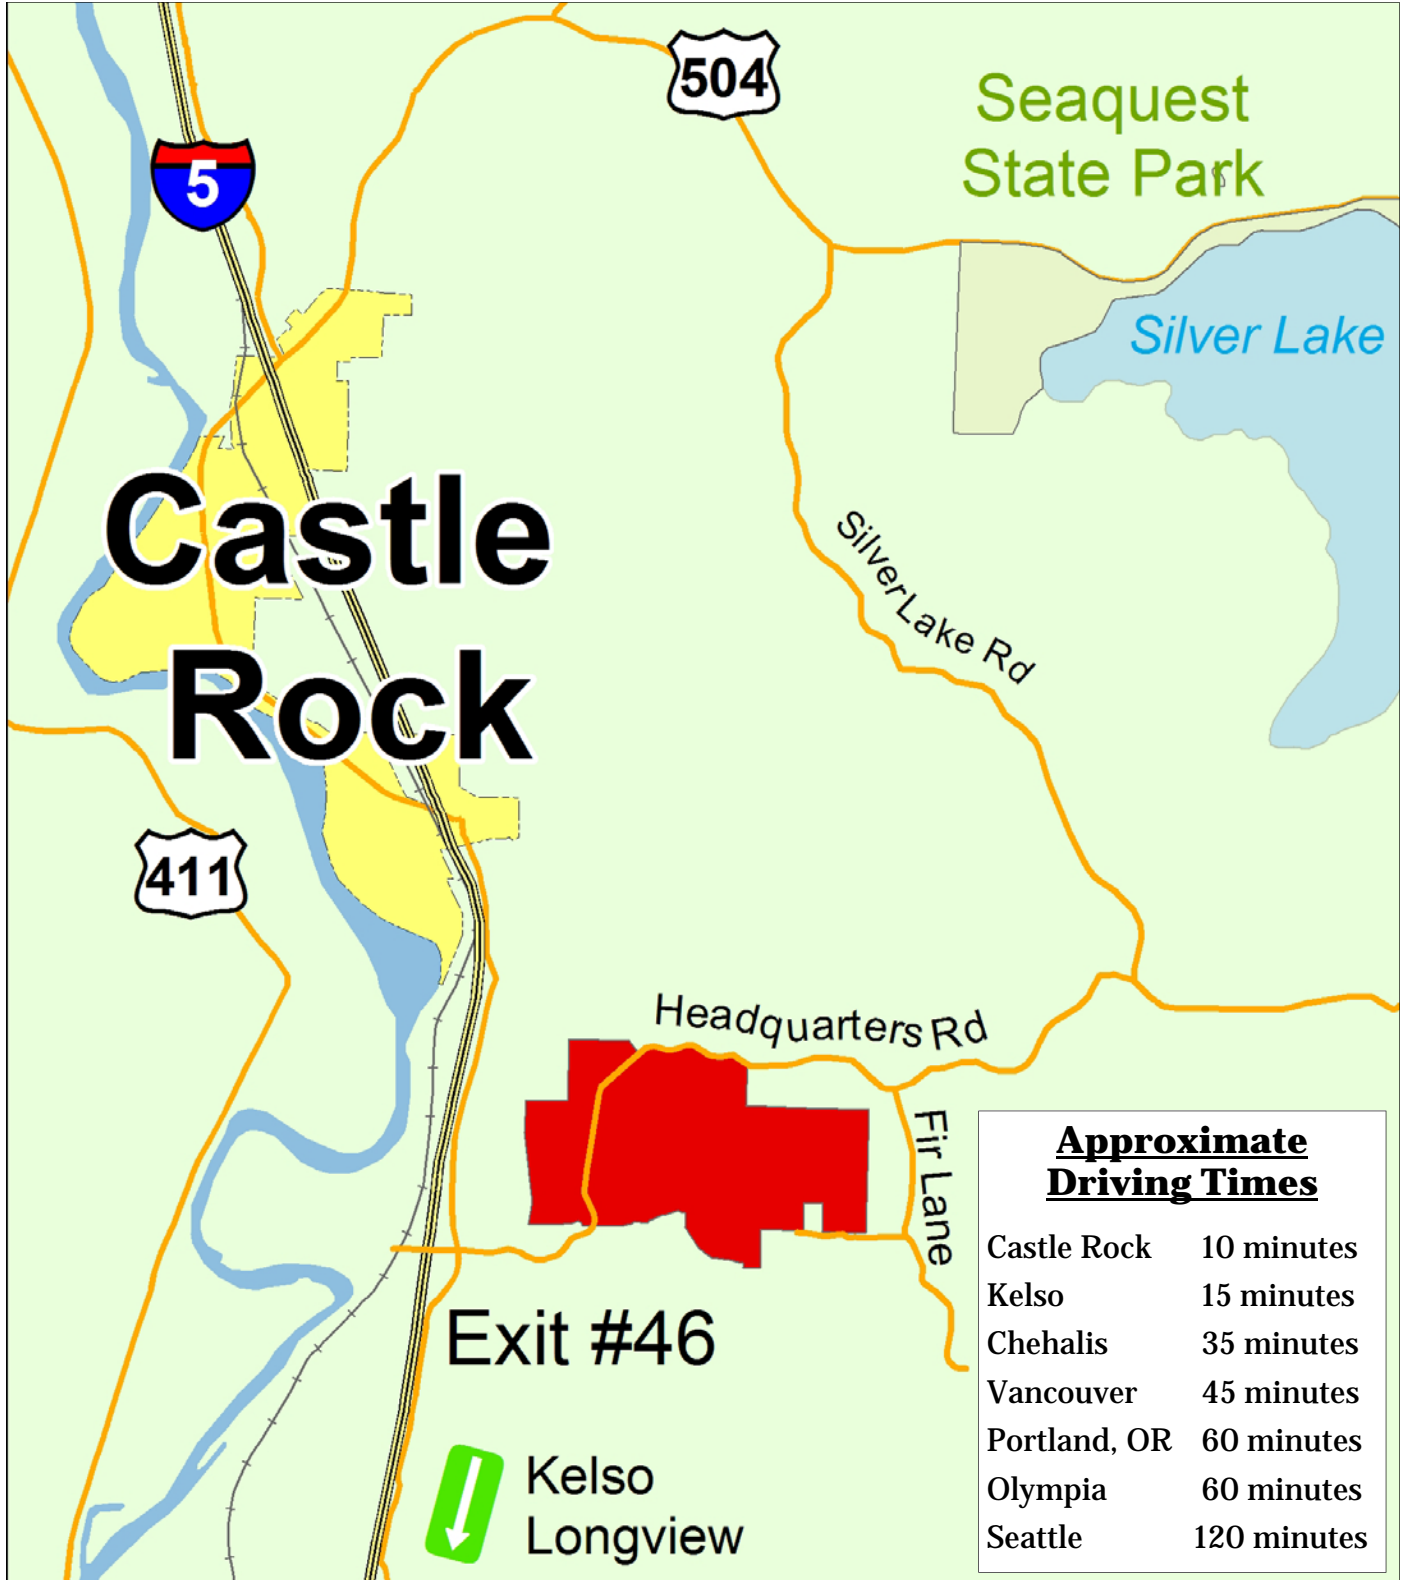 504
Seaquest
State Park
5
Silver Lake
Castle
Rock
Silver Lake Rd
411
Headquarters Rd
Fir Lane
Exit #46
Kelso
Longview
Approximate
Driving Times
Castle Rock 10 minutes
Kelso 15 minutes
Chehalis 35 minutes
Vancouver 45 minutes
Portland, OR 60 minutes
Olympia 60 minutes
Seattle 120 minutes